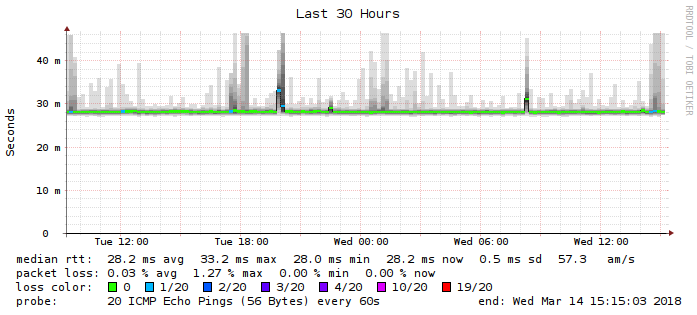 Last 30 Hours
RRDTOOL / TOBI OETIKER
Seconds
40 m
30 m
20 m
10 m
0
Tue 12:00 Tue 18:00 Wed 00:00 Wed 06:00 Wed 12:00
median rtt: 28.2 ms avg 33.2 ms max 28.0 ms min 28.2 ms now 0.5 ms sd 57.3 am/s
packet loss: 0.03 % avg 1.27 % max 0.00 % min 0.00 % now
loss color: 0 1/20 2/20 3/20 4/20 10/20 19/20
probe: 20 ICMP Echo Pings (56 Bytes) every 60s end: Wed Mar 14 15:15:03 2018